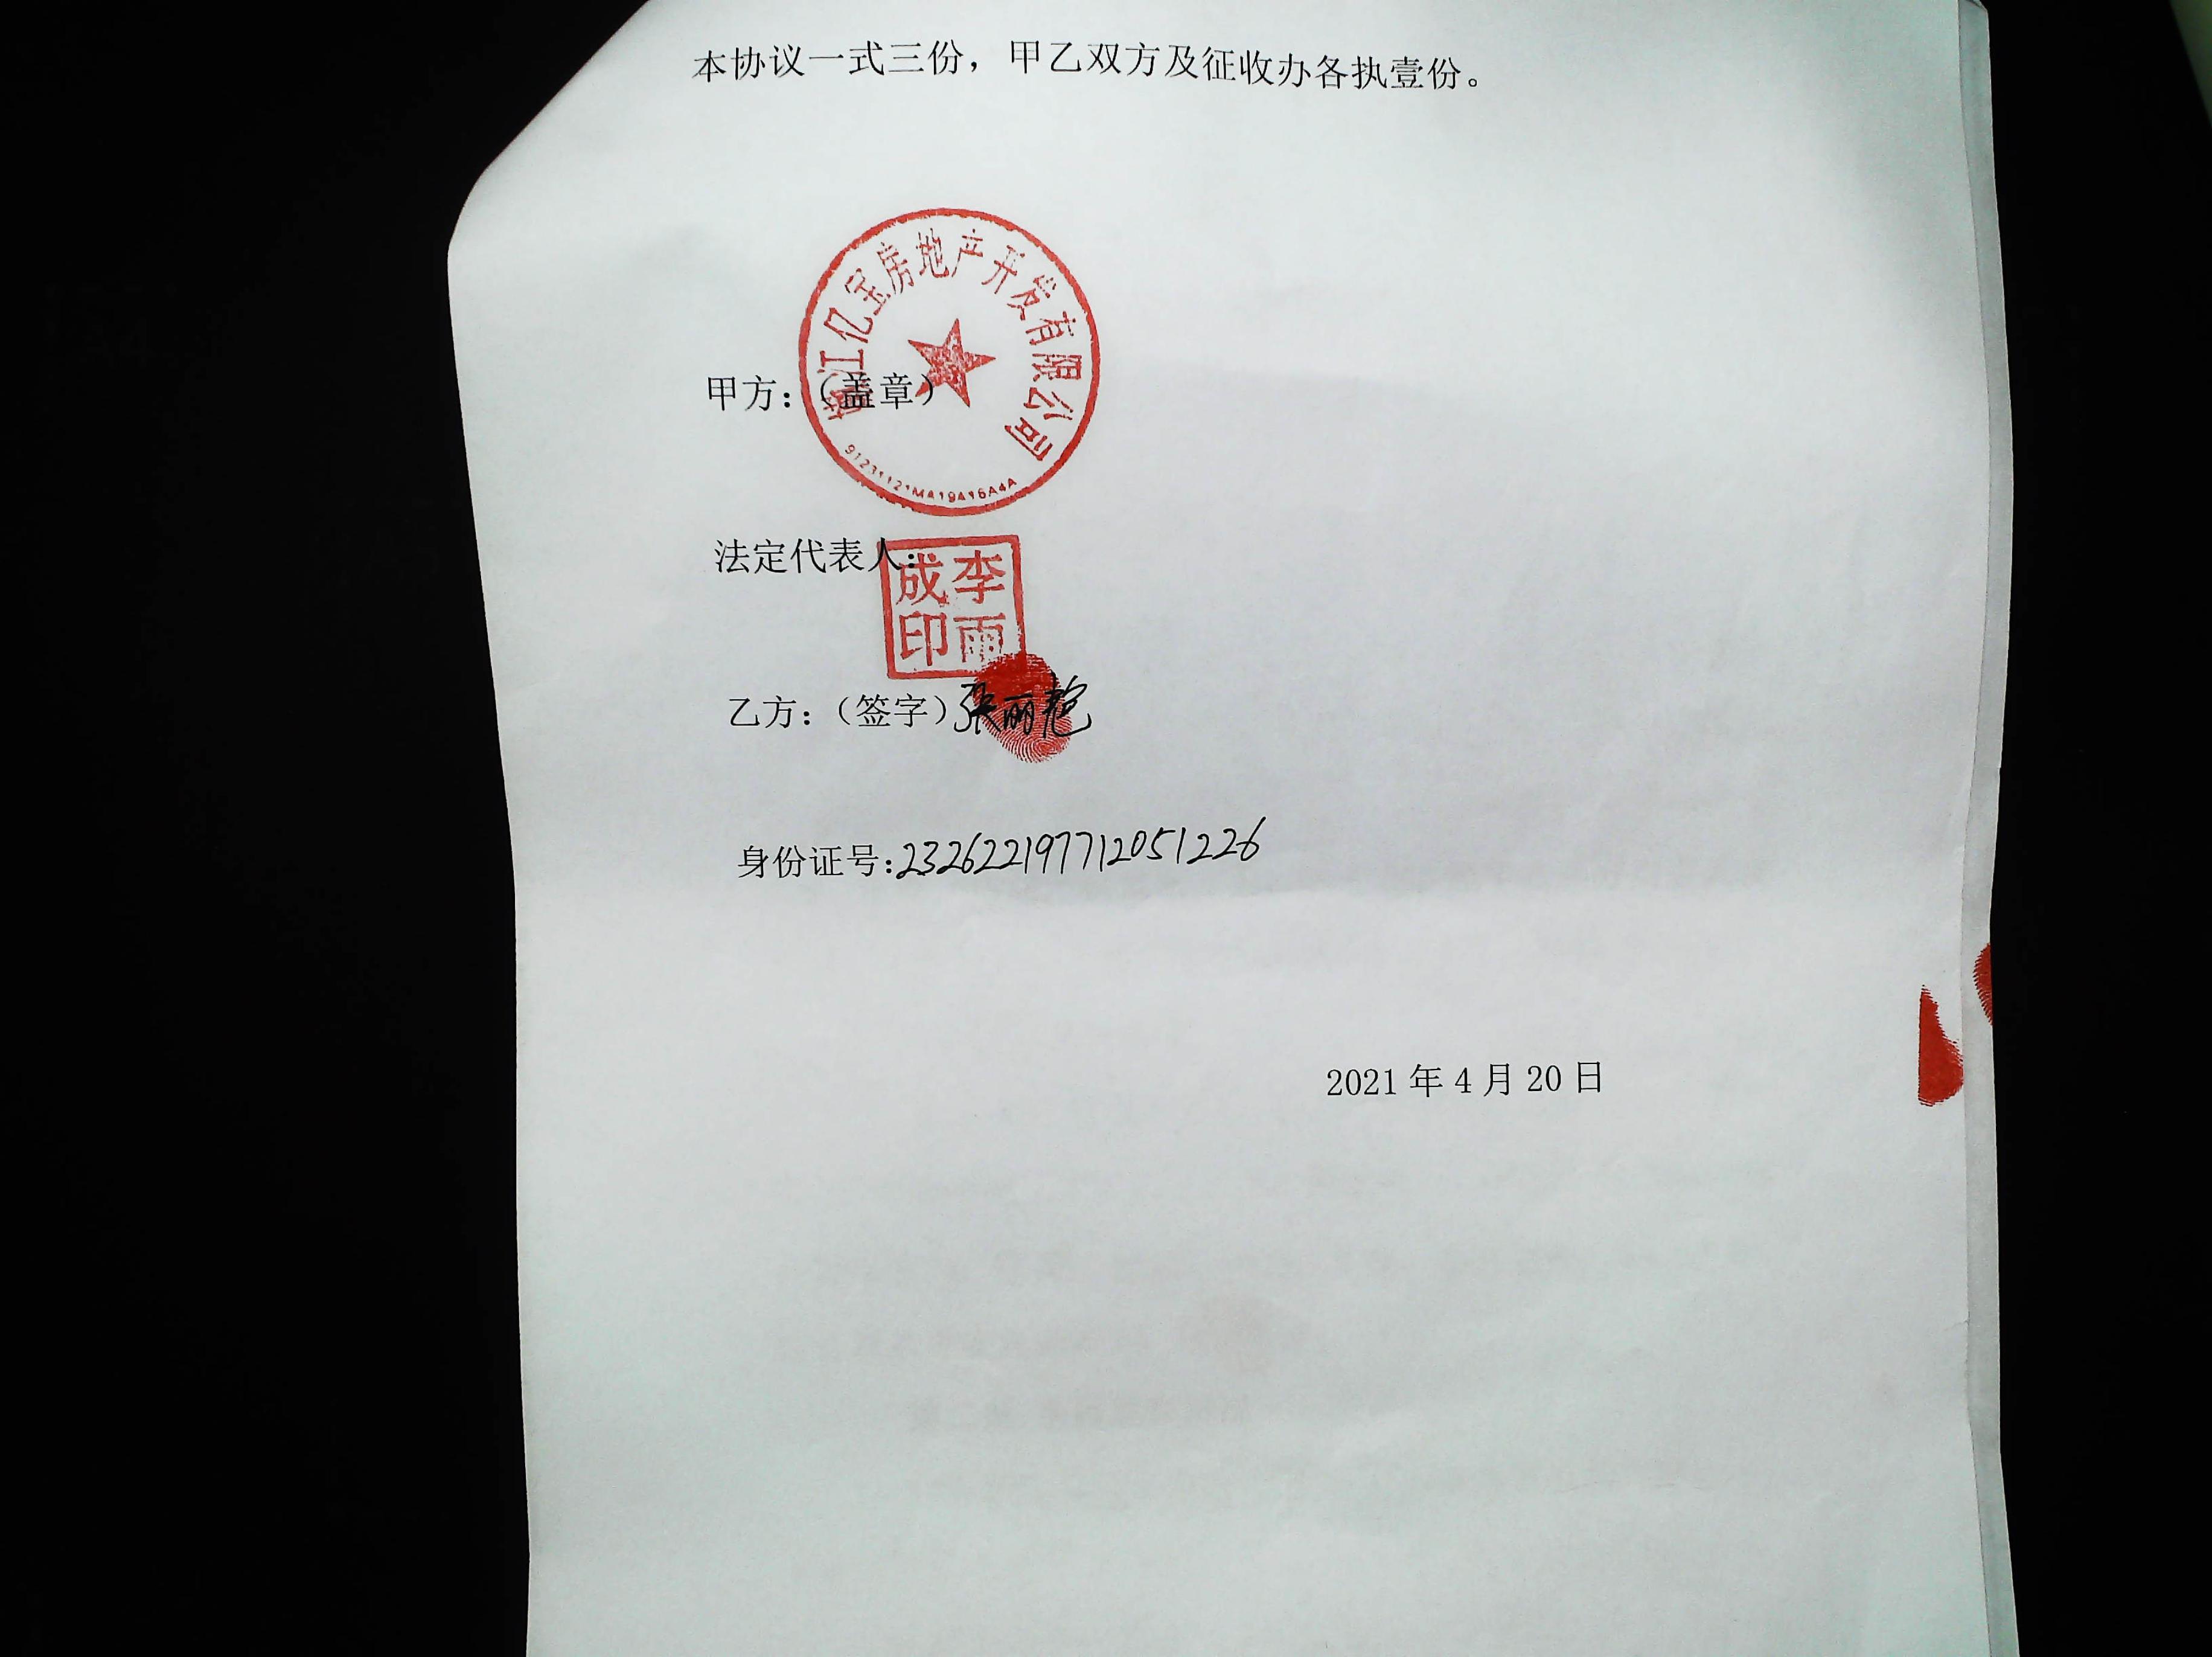 本协议一式三份，甲乙双方及征收办各执壹份。
江亿宝房地产开发有限公司
甲方：（盖章）
91231121MA19A16A4A
法定代表人：
李雨成印
乙方：（签字）张丽艳
身份证号：232622197712051226
2021年4月20日